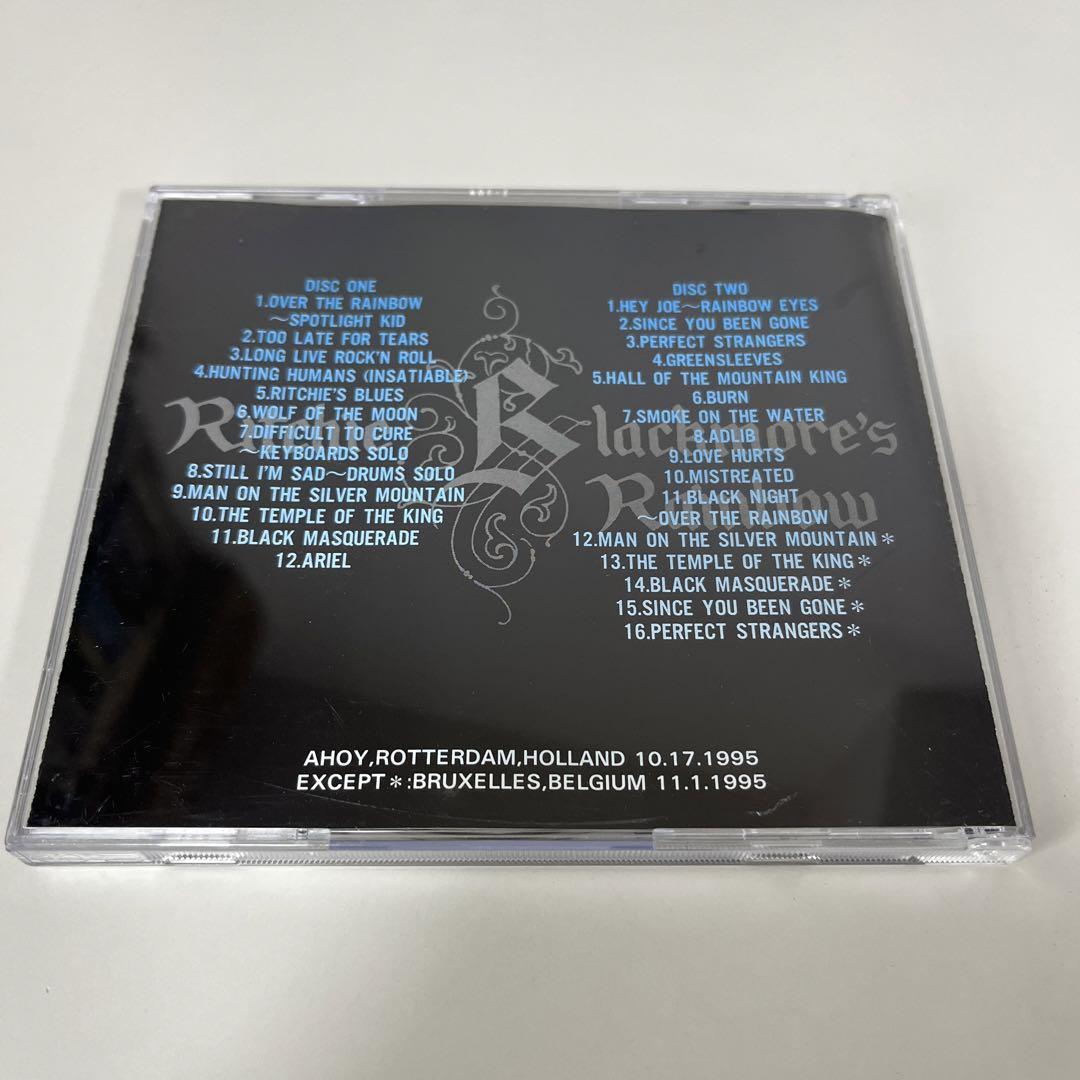 DISC ONE
1.OVER THE RAINBOW
~SPOTLIGHT KID
2.TOO LATE FOR TEARS
3.LONG LIVE ROCK'N ROLL
4.HUNTING HUMANS (INSATIABLE)
5.RITCHIE'S BLUES
6.WOLF OF THE MOON
7.DIFFICULT TO CURE
~KEYBOARDS SOLO
8.STILL I'M SAD~DRUMS SOLO
9.MAN ON THE SILVER MOUNTAIN
10.THE TEMPLE OF THE KING
11.BLACK MASQUERADE
12.ARIEL
DISC TWO
1.HEY JOE~RAINBOW EYES
2.SINCE YOU BEEN GONE
3.PERFECT STRANGERS
4.GREENSLEEVES
5.HALL OF THE MOUNTAIN KING
6.BURN
7.SMOKE ON THE WATER
8.ADLIB
9.LOVE HURTS
10.MISTREATED
11.BLACK NIGHT
~OVER THE RAINBOW
12.MAN ON THE SILVER MOUNTAIN*
13.THE TEMPLE OF THE KING*
14.BLACK MASQUERADE*
15.SINCE YOU BEEN GONE*
16.PERFECT STRANGERS*
Ritchie Blackmore's
Rainbow
AHOY,ROTTERDAM,HOLLAND 10.17.1995
EXCEPT*:BRUXELLES,BELGIUM 11.1.1995